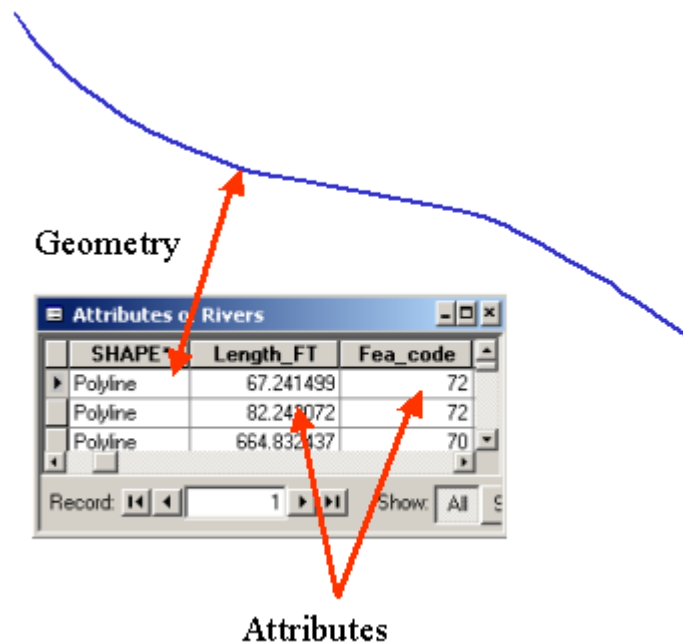 Geometry
Attributes of Rivers
SHAPE* Length_FT Fea_code
Polyline 67.241499 72
Polyline 72
Polyline 664.832437 70
Record: 1 Show: All S
Attributes